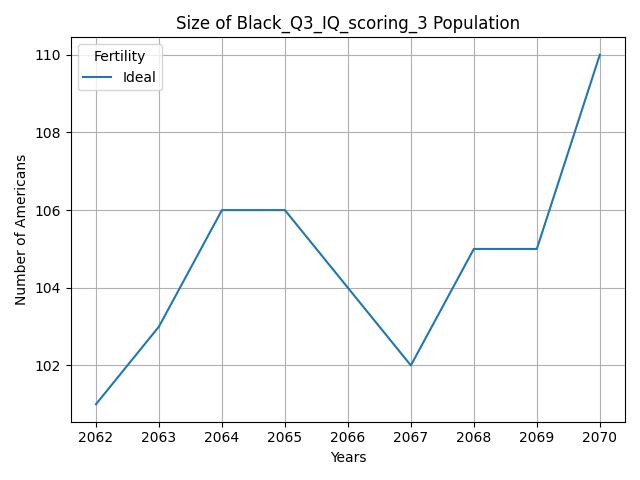 Size of Black_Q3_IQ_scoring_3 Population
Fertility
Ideal
Number of Americans
110
108
106
104
102
2062 2063 2064 2065 2066 2067 2068 2069 2070
Years